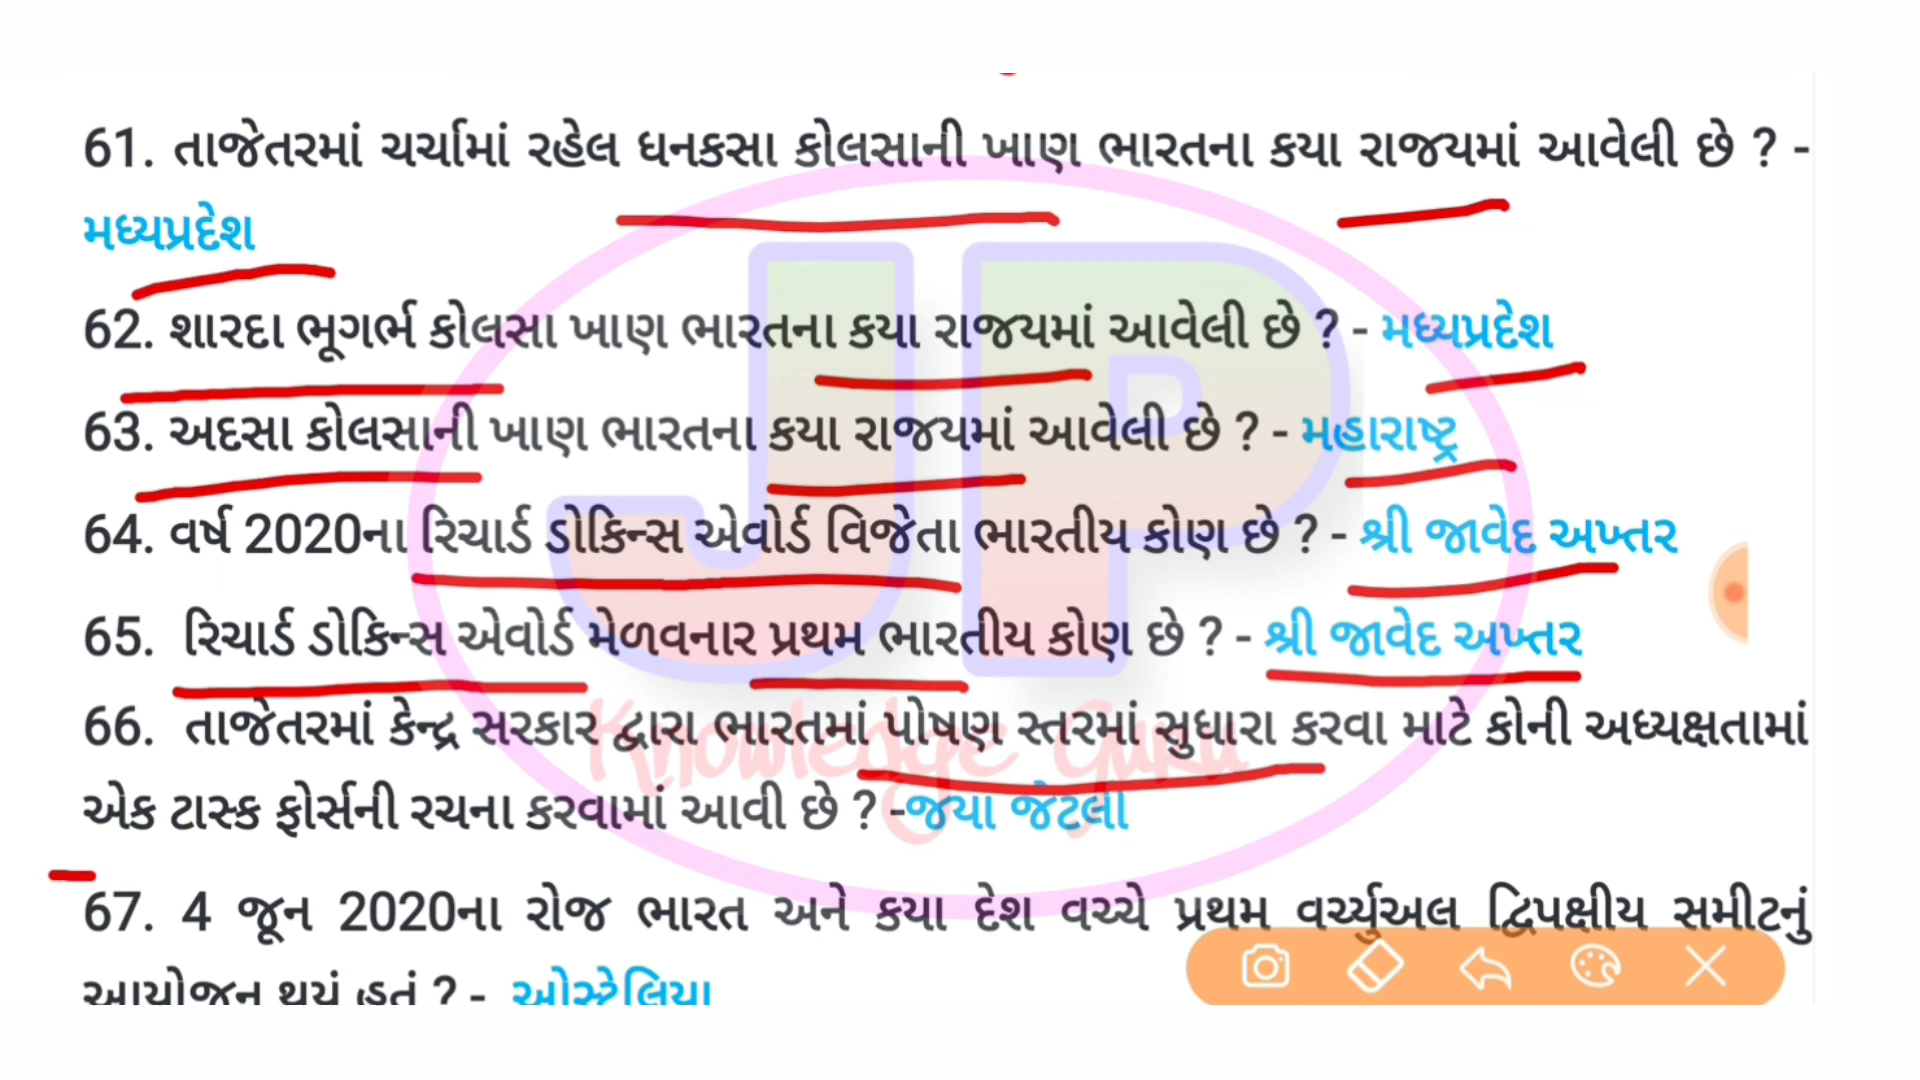 61. તાજેતરમાં ચર્ચામાં રહેલ ધનકસા કોલસાની ખાણ ભારતના કયા રાજ્યમાં આવેલી છે ? -
મધ્યપ્રદેશ
62. શારદા ભૂગર્ભ કોલસા ખાણ ભારતના કયા રાજ્યમાં આવેલી છે ? - મધ્યપ્રદેશ
63. અદસા કોલસાની ખાણ ભારતના કયા રાજ્યમાં આવેલી છે ? - મહારાષ્ટ્ર
64. વર્ષ 2020ના રિચાર્ડ ડોકિન્સ એવોર્ડ વિજેતા ભારતીય કોણ છે ? - શ્રી જાવેદ અખ્તર
65. રિચાર્ડ ડોકિન્સ એવોર્ડ મેળવનાર પ્રથમ ભારતીય કોણ છે ? - શ્રી જાવેદ અખ્તર
66. તાજેતરમાં કેન્દ્ર સરકાર દ્વારા ભારતમાં પોષણ સ્તરમાં સુધારા કરવા માટે કોની અધ્યક્ષતામાં
એક ટાસ્ક ફોર્સની રચના કરવામાં આવી છે ? -જયા જેટલી
67. 4 જૂન 2020ના રોજ ભારત અને કયા દેશ વચ્ચે પ્રથમ વર્ચ્યુઅલ દ્વિપક્ષીય સમીટનું
આયોજન થયું હતું ? - ઓસ્ટ્રેલિયા
JP
Knowledge Guru